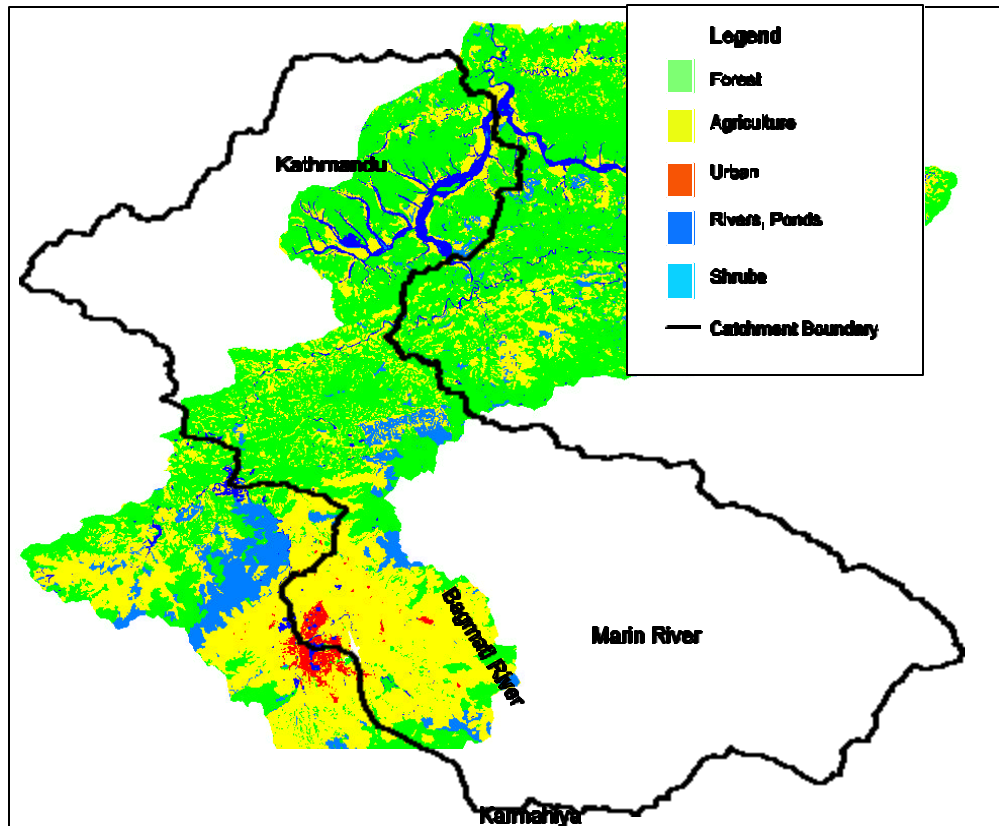 Legend
Forest
Agriculture
Urban
Rivers, Ponds
Shrubs
Catchment Boundary
Kathmandu
Bagmati River
Marin River
Karmahiya